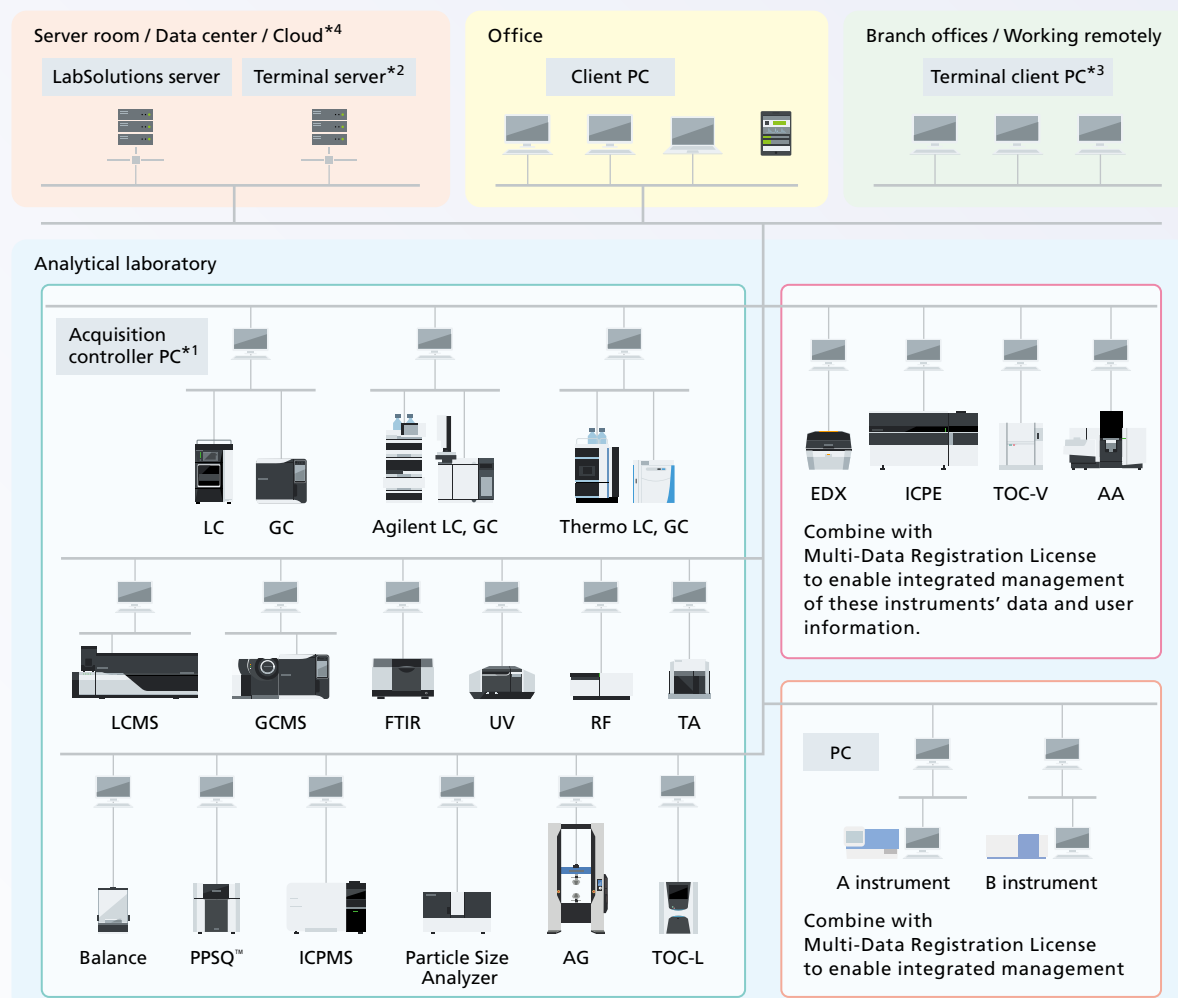 Server room / Data center / Cloud*4
LabSolutions server
Terminal server*2
Office
Client PC
Branch offices / Working remotely
Terminal client PC*3
Analytical laboratory
Acquisition
controller PC*1
LC
GC
Agilent LC, GC
Thermo LC, GC
LCMS
GCMS
FTIR
UV
RF
TA
Balance
PPSQ™
ICPMS
Particle Size
Analyzer
AG
TOC-L
EDX
ICPE
TOC-V
AA
Combine with
Multi-Data Registration License
to enable integrated management
of these instruments’ data and user
information.
PC
A instrument
B instrument
Combine with
Multi-Data Registration License
to enable integrated management